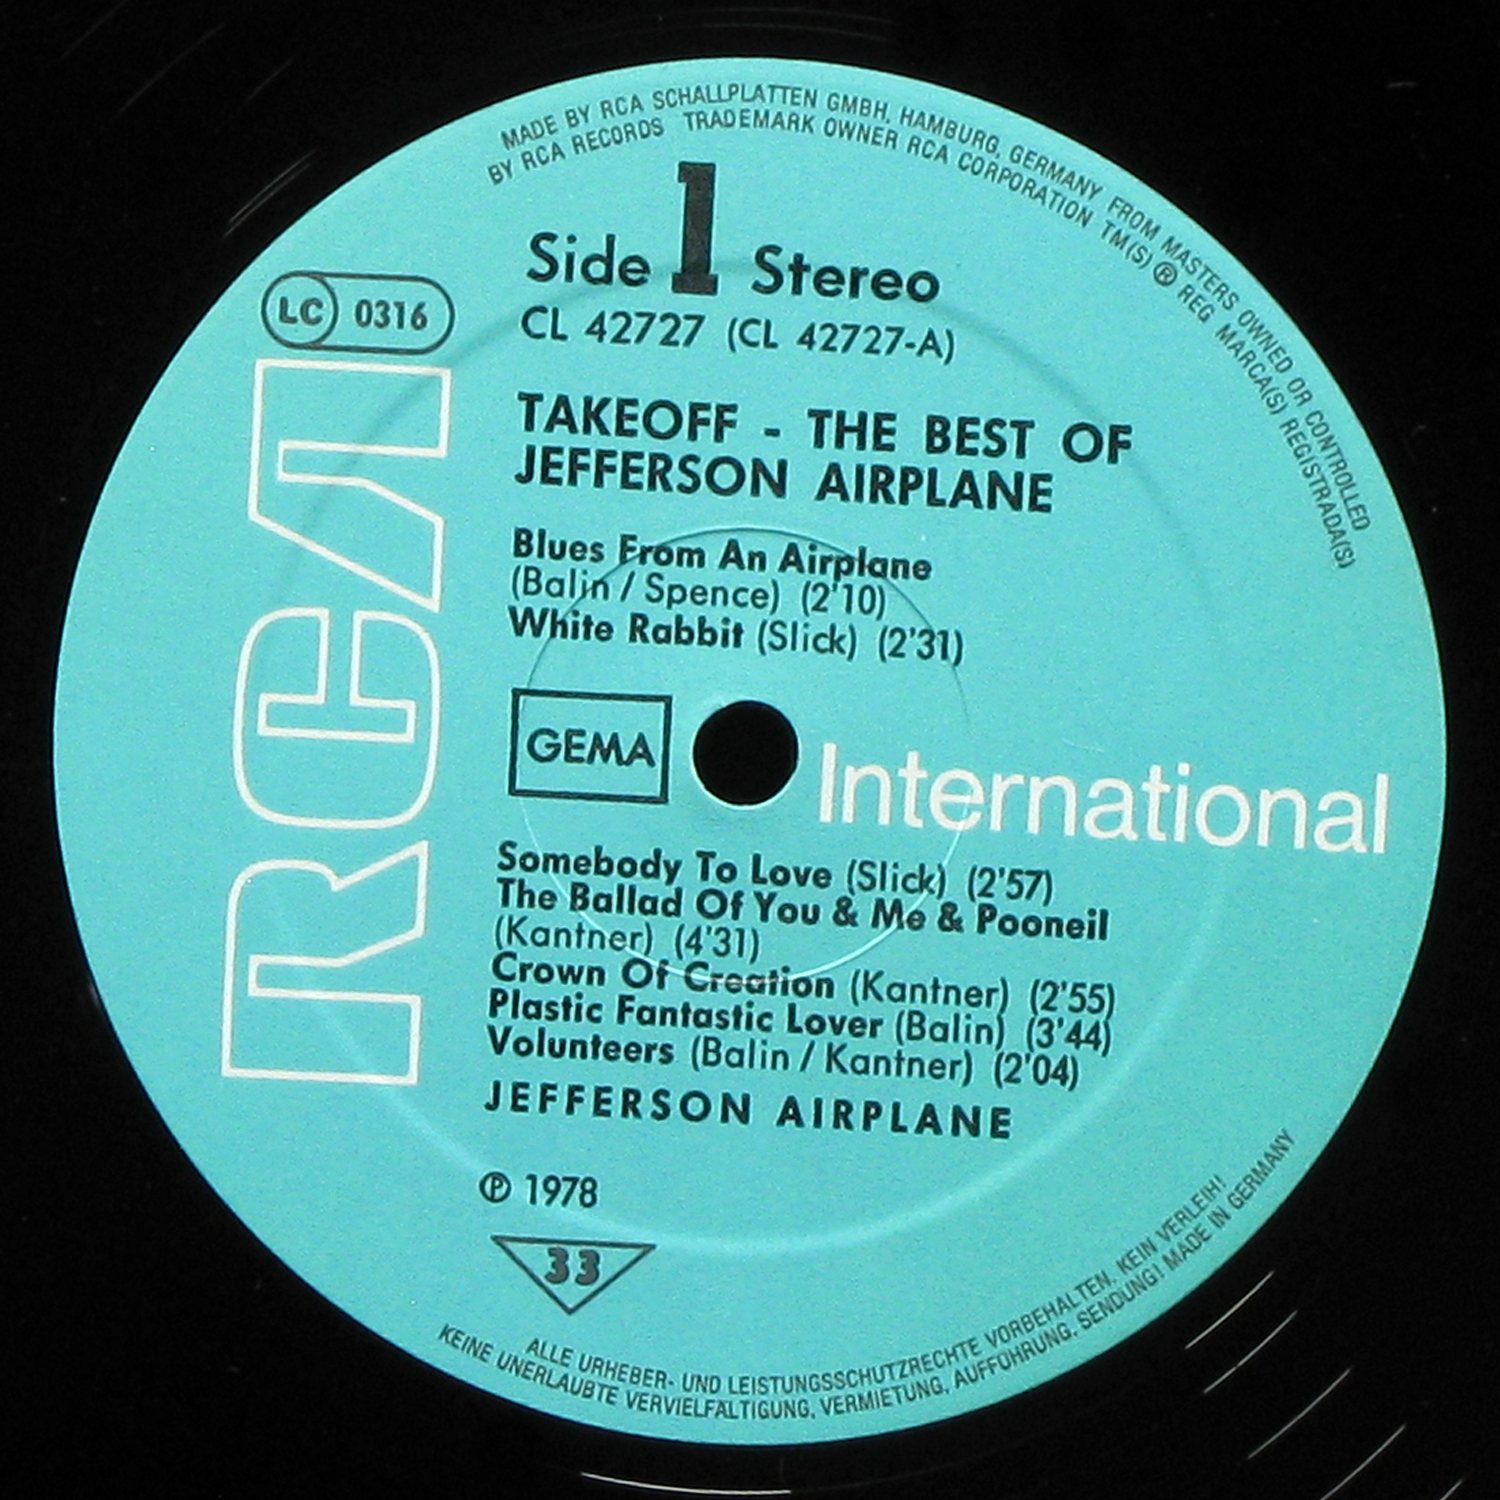 MADE BY RCA SCHALLPLATTEN GMBH, HAMBURG, GERMANY FROM MASTERS OWNED OR CONTROLLED
BY RCA RECORDS TRADEMARK OWNER RCA CORPORATION TM(S) ® REG MARCA(S) REGISTRADA(S)
Side 1 Stereo
LC 0316
CL 42727 (CL 42727-A)
RCA
TAKEOFF - THE BEST OF
JEFFERSON AIRPLANE
Blues From An Airplane
(Balin / Spence) (2'10)
White Rabbit (Slick) (2'31)
GEMA
International
Somebody To Love (Slick) (2'57)
The Ballad Of You & Me & Pooneil
(Kantner) (4'31)
Crown Of Creation (Kantner) (2'55)
Plastic Fantastic Lover (Balin) (3'44)
Volunteers (Balin / Kantner) (2'04)
JEFFERSON AIRPLANE
℗ 1978
33
ALLE URHEBER- UND LEISTUNGSSCHUTZRECHTE VORBEHALTEN. KEIN VERLEIH!
KEINE UNERLAUBTE VERVIELFÄLTIGUNG, VERMIETUNG, AUFFÜHRUNG, SENDUNG! MADE IN GERMANY